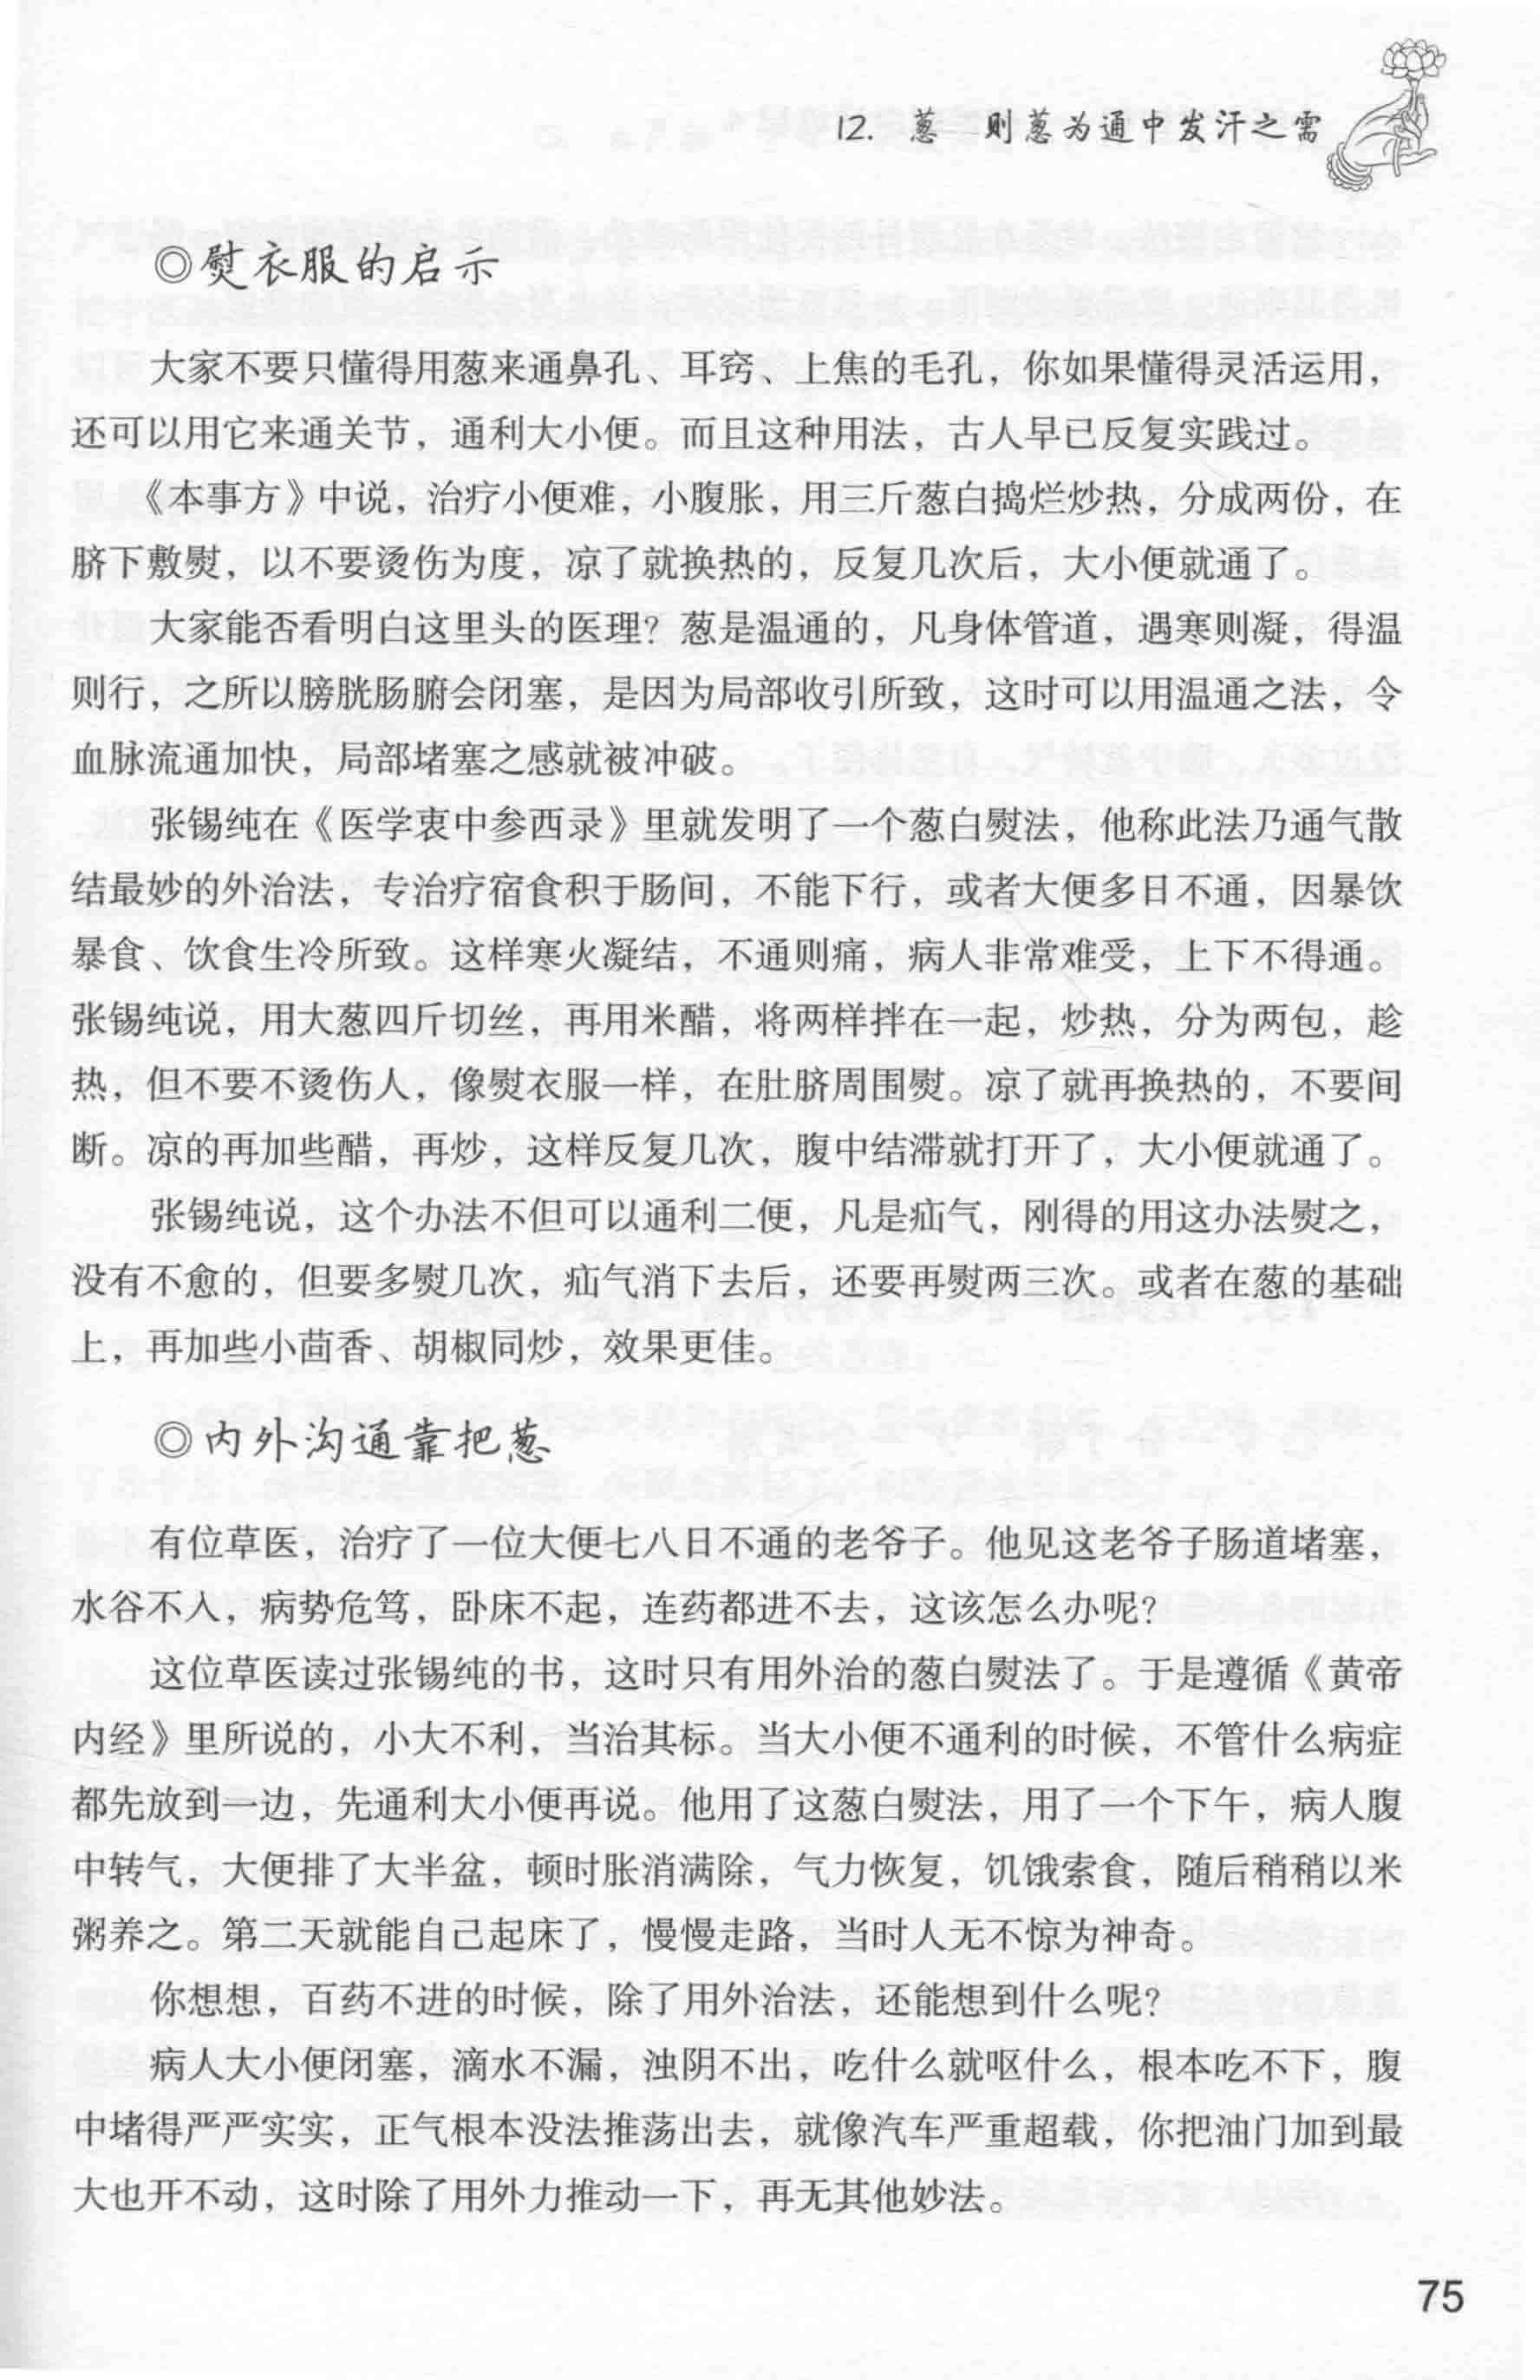 12. 葱 则葱为通中发汗之需
◎熨衣服的启示
大家不要只懂得用葱来通鼻孔、耳窍、上焦的毛孔，你如果懂得灵活运用，
还可以用它来通关节，通利大小便。而且这种用法，古人早已反复实践过。
《本事方》中说，治疗小便难，小腹胀，用三斤葱白捣烂炒热，分成两份，在
脐下敷熨，以不要烫伤为度，凉了就换热的，反复几次后，大小便就通了。
大家能否看明白这里头的医理？葱是温通的，凡身体管道，遇寒则凝，得温
则行，之所以膀胱肠腑会闭塞，是因为局部收引所致，这时可以用温通之法，令
血脉流通加快，局部堵塞之感就被冲破。
张锡纯在《医学衷中参西录》里就发明了一个葱白熨法，他称此法乃通气散
结最妙的外治法，专治疗宿食积于肠间，不能下行，或者大便多日不通，因暴饮
暴食、饮食生冷所致。这样寒火凝结，不通则痛，病人非常难受，上下不得通。
张锡纯说，用大葱四斤切丝，再用米醋，将两样拌在一起，炒热，分为两包，趁
热，但不要不烫伤人，像熨衣服一样，在肚脐周围熨。凉了就再换热的，不要间
断。凉的再加些醋，再炒，这样反复几次，腹中结滞就打开了，大小便就通了。
张锡纯说，这个办法不但可以通利二便，凡是疝气，刚得的用这办法熨之，
没有不愈的，但要多熨几次，疝气消下去后，还要再熨两三次。或者在葱的基础
上，再加些小茴香、胡椒同炒，效果更佳。
◎内外沟通靠把葱
有位草医，治疗了一位大便七八日不通的老爷子。他见这老爷子肠道堵塞，
水谷不入，病势危笃，卧床不起，连药都进不去，这该怎么办呢？
这位草医读过张锡纯的书，这时只有用外治的葱白熨法了。于是遵循《黄帝
内经》里所说的，小大不利，当治其标。当大小便不通利的时候，不管什么病症
都先放到一边，先通利大小便再说。他用了这葱白熨法，用了一个下午，病人腹
中转气，大便排了大半盆，顿时胀消满除，气力恢复，饥饿索食，随后稍稍以米
粥养之。第二天就能自己起床了，慢慢走路，当时人无不惊为神奇。
你想想，百药不进的时候，除了用外治法，还能想到什么呢？
病人大小便闭塞，滴水不漏，浊阴不出，吃什么就呕什么，根本吃不下，腹
中堵得严严实实，正气根本没法推荡出去，就像汽车严重超载，你把油门加到最
大也开不动，这时除了用外力推动一下，再无其他妙法。
75